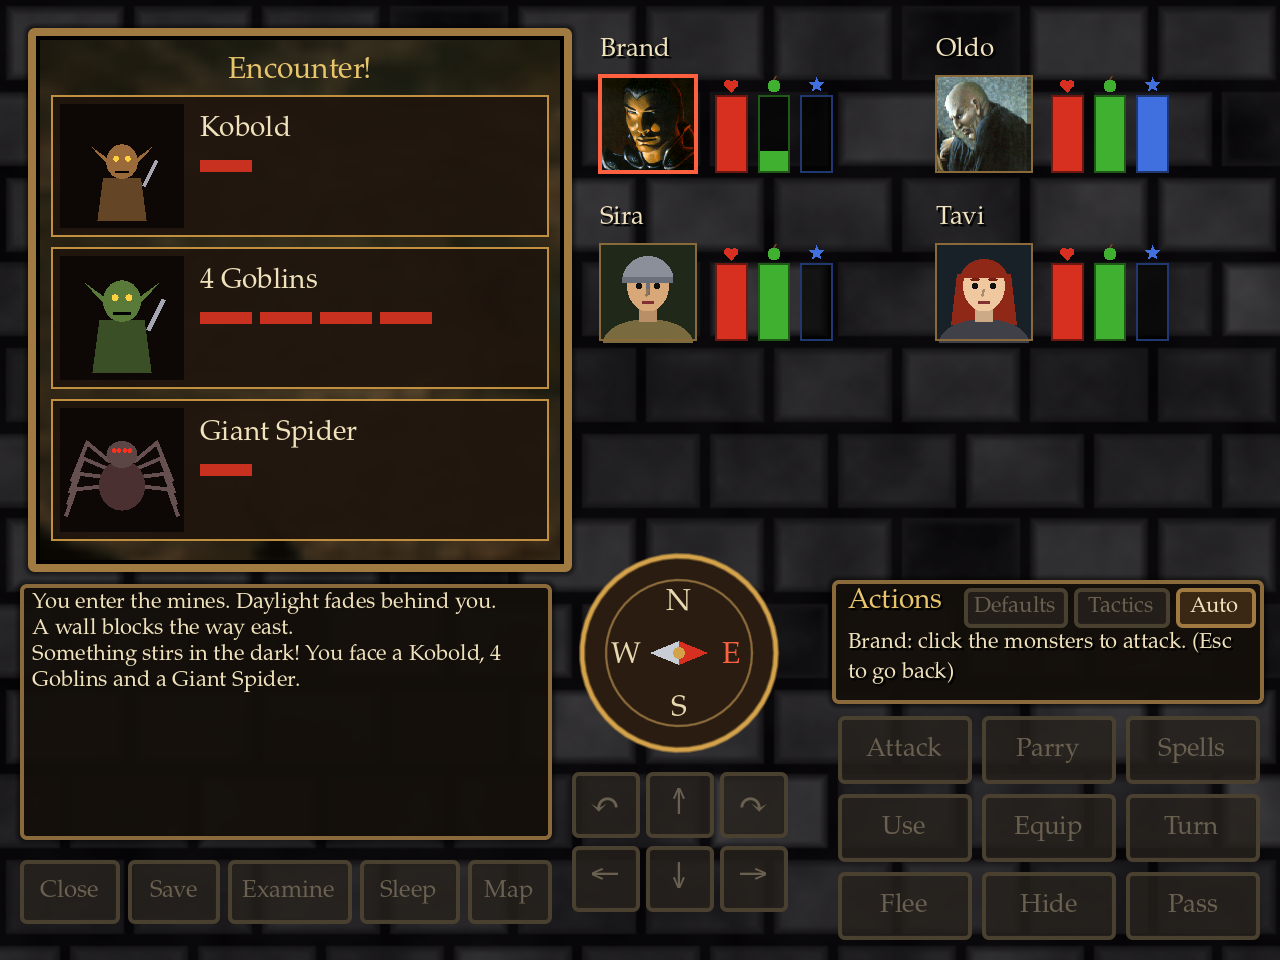 Encounter!
Kobold
4 Goblins
Giant Spider
Brand
Oldo
Sira
Tavi
You enter the mines. Daylight fades behind you.
A wall blocks the way east.
Something stirs in the dark! You face a Kobold, 4
Goblins and a Giant Spider.
N
W
E
S
Actions
Defaults
Tactics
Auto
Brand: click the monsters to attack. (Esc
to go back)
Attack
Parry
Spells
Use
Equip
Turn
Flee
Hide
Pass
Close
Save
Examine
Sleep
Map